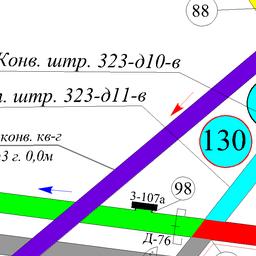 88
Конв. штр. 323-д10-в
. штр. 323-д11-в
130
конв. кв-г
3 г. 0,0м
3-107а
98
Д-76